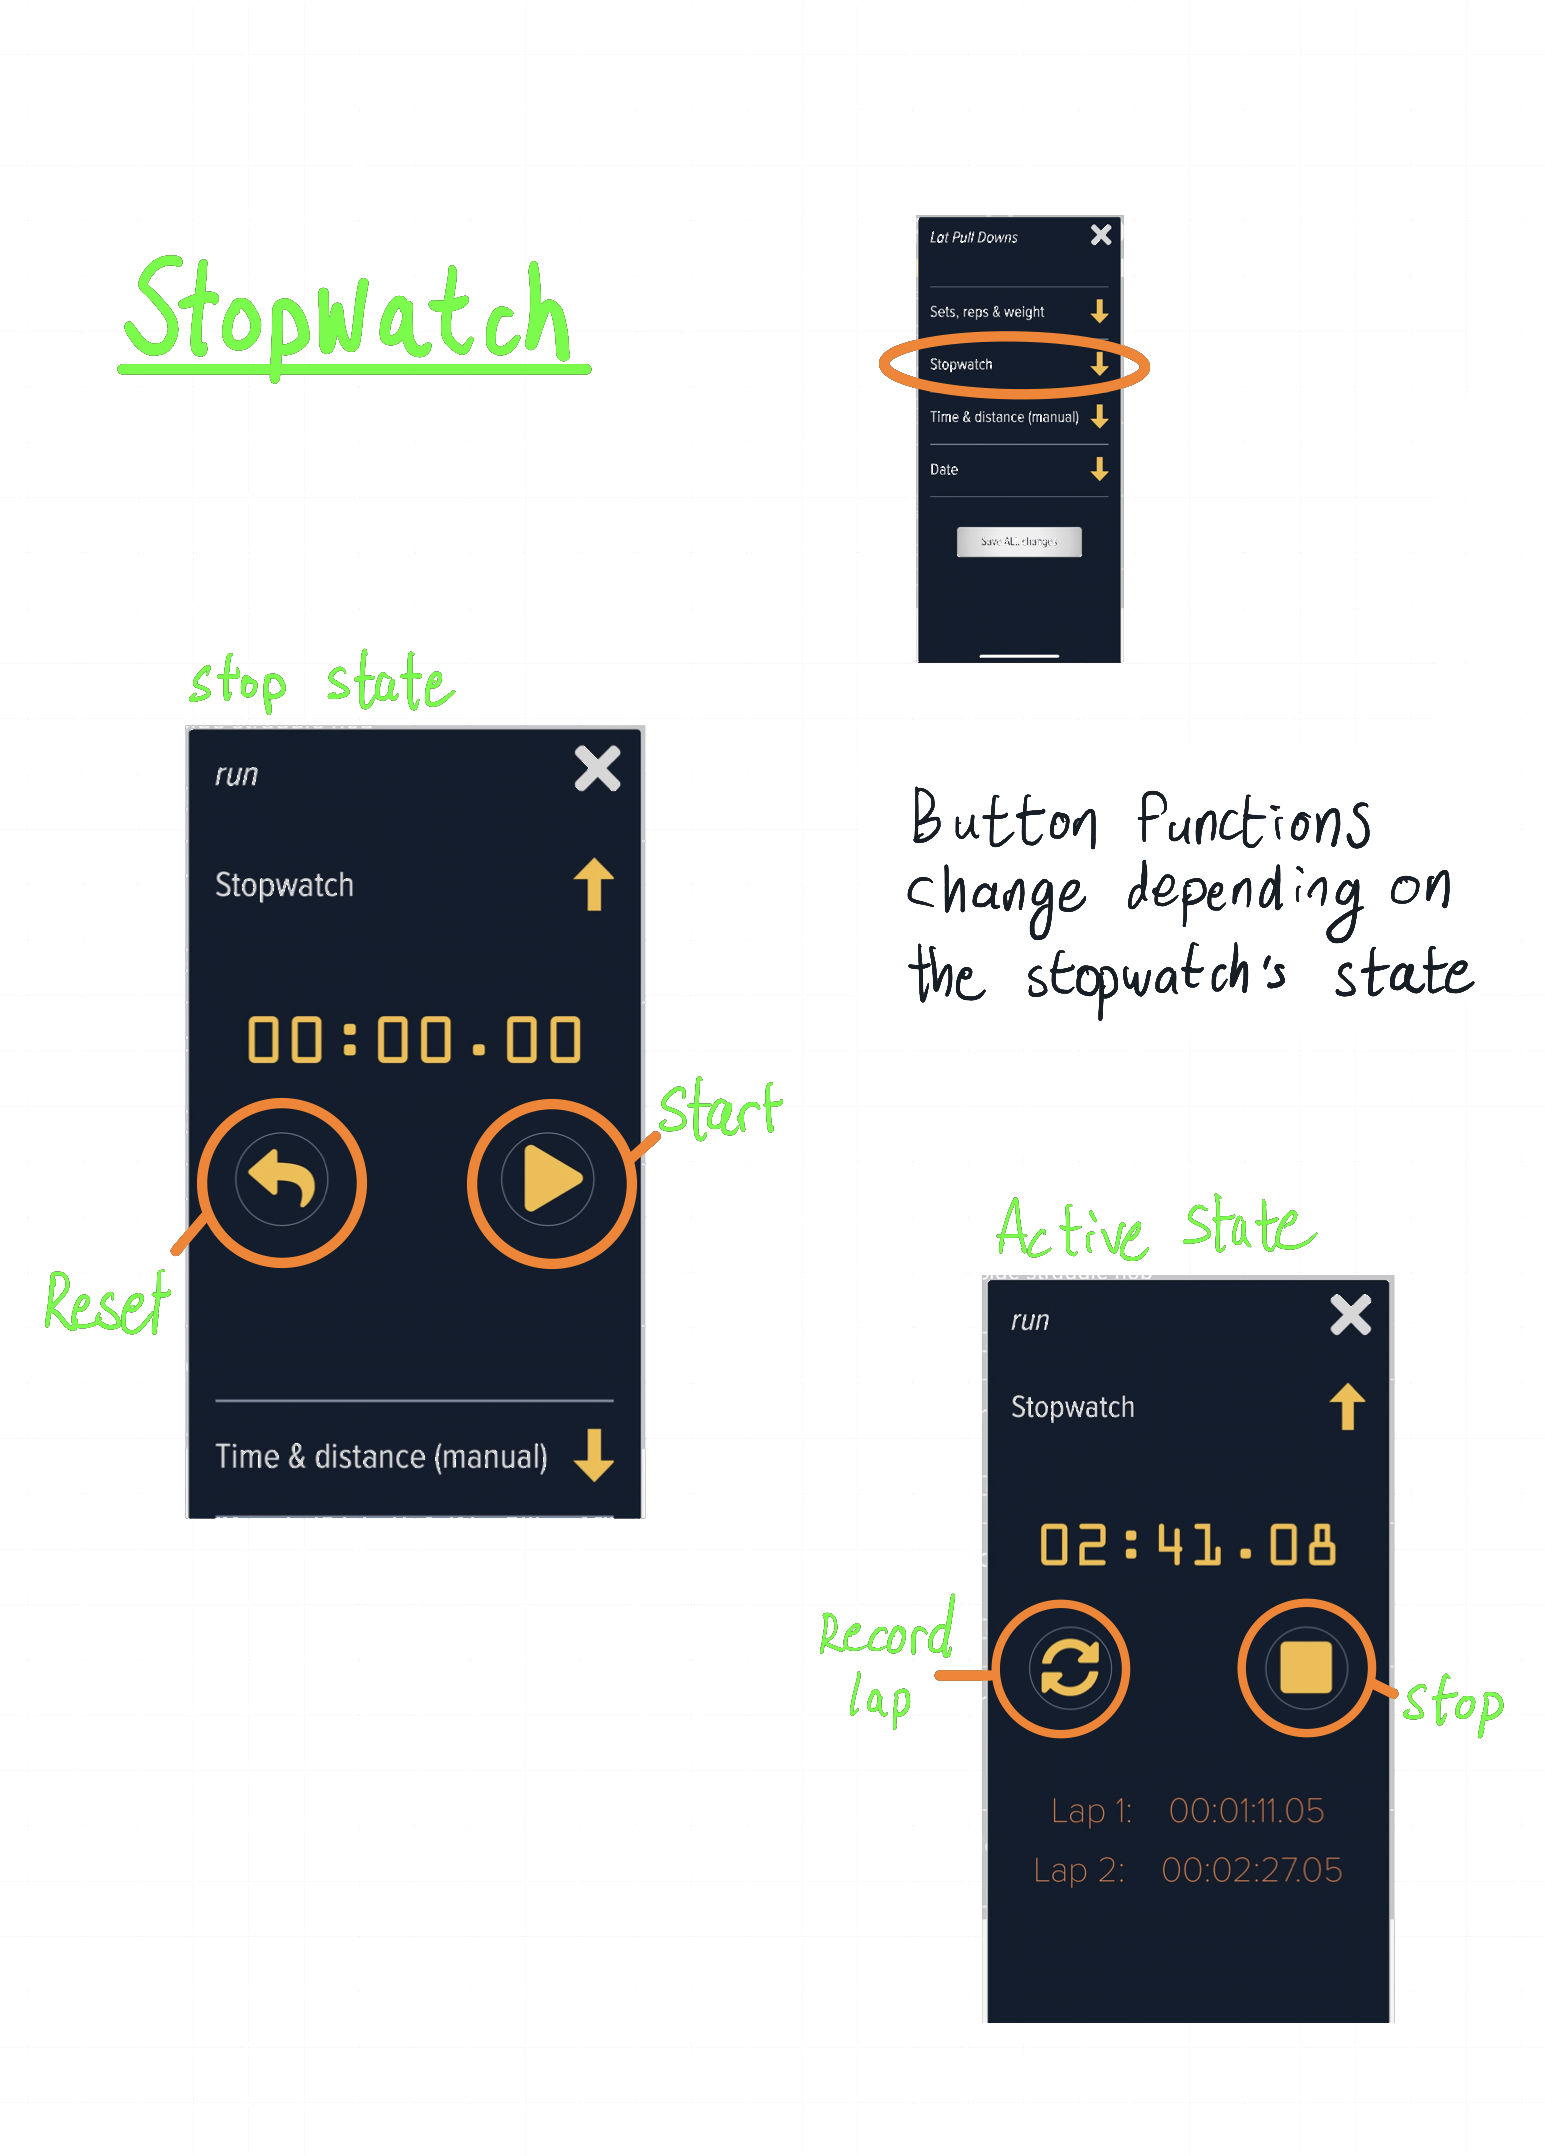 Stopwatch
Lat Pull Downs
Sets, reps & weight
Stopwatch
Time & distance (manual)
Date
Save ALL changes
stop state
run
Stopwatch
00:00.00
Start
Reset
Time & distance (manual)
Button functions
change depending on
the stopwatch's state
Active state
run
Stopwatch
02:41.08
Record
lap
stop
Lap 1: 00:01:11.05
Lap 2: 00:02:27.05